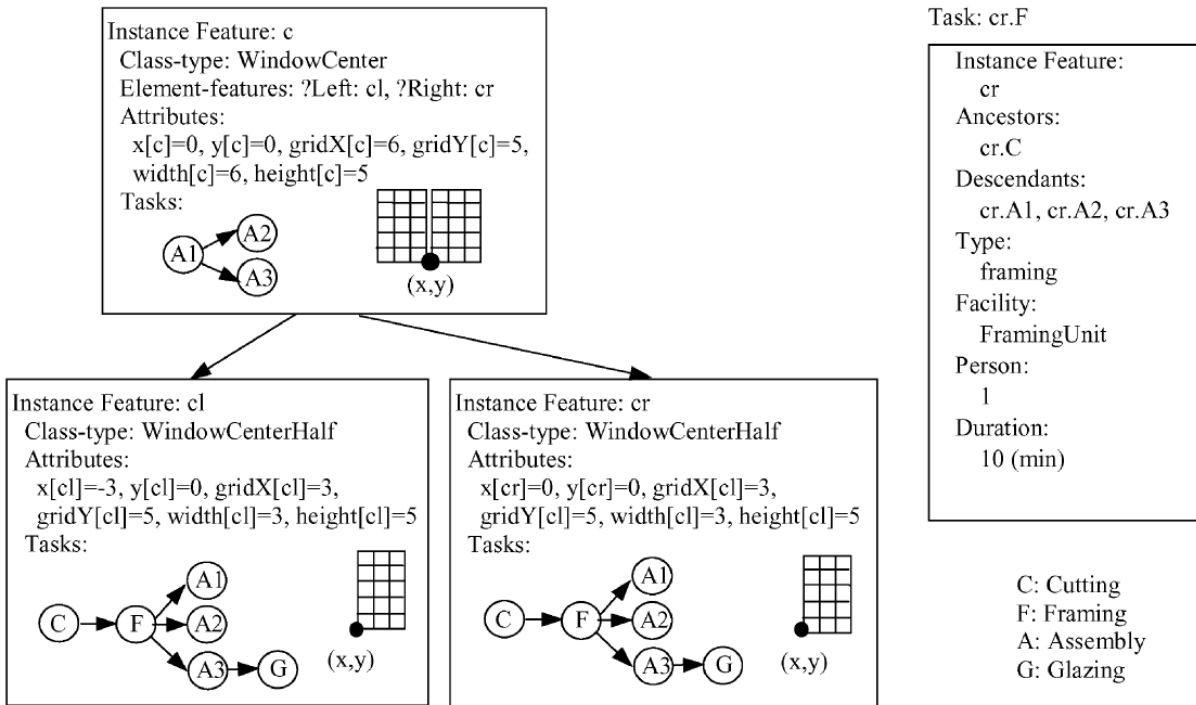 Instance Feature: c
Class-type: WindowCenter
Element-features: ?Left: cl, ?Right: cr
Attributes:
x[c]=0, y[c]=0, gridX[c]=6, gridY[c]=5,
width[c]=6, height[c]=5
Tasks:
A1
A2
A3
(x,y)
Instance Feature: cl
Class-type: WindowCenterHalf
Attributes:
x[cl]=-3, y[cl]=0, gridX[cl]=3,
gridY[cl]=5, width[cl]=3, height[cl]=5
Tasks:
C
F
A1
A2
A3
G
(x,y)
Instance Feature: cr
Class-type: WindowCenterHalf
Attributes:
x[cr]=0, y[cr]=0, gridX[cl]=3,
gridY[cl]=5, width[cl]=3, height[cl]=5
Tasks:
C
F
A1
A2
A3
G
(x,y)
Task: cr.F
Instance Feature:
cr
Ancestors:
cr.C
Descendants:
cr.A1, cr.A2, cr.A3
Type:
framing
Facility:
FramingUnit
Person:
1
Duration:
10 (min)
C: Cutting
F: Framing
A: Assembly
G: Glazing